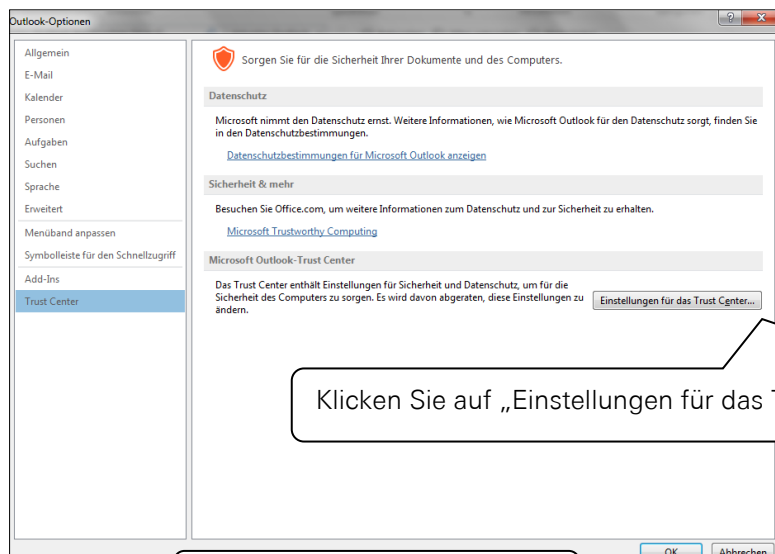 Outlook-Optionen
Allgemein
E-Mail
Kalender
Personen
Aufgaben
Suchen
Sprache
Erweitert
Menüband anpassen
Symbolleiste für den Schnellzugriff
Add-Ins
Trust Center
Sorgen Sie für die Sicherheit Ihrer Dokumente und des Computers.
Datenschutz
Microsoft nimmt den Datenschutz ernst. Weitere Informationen, wie Microsoft Outlook für den Datenschutz sorgt, finden Sie
in den Datenschutzbestimmungen.
Datenschutzbestimmungen für Microsoft Outlook anzeigen
Sicherheit & mehr
Besuchen Sie Office.com, um weitere Informationen zum Datenschutz und zur Sicherheit zu erhalten.
Microsoft Trustworthy Computing
Microsoft Outlook-Trust Center
Das Trust Center enthält Einstellungen für Sicherheit und Datenschutz, um für die
Sicherheit des Computers zu sorgen. Es wird davon abgeraten, diese Einstellungen zu
ändern.
Einstellungen für das Trust Center...
Klicken Sie auf „Einstellungen für das
OK
Abbrechen